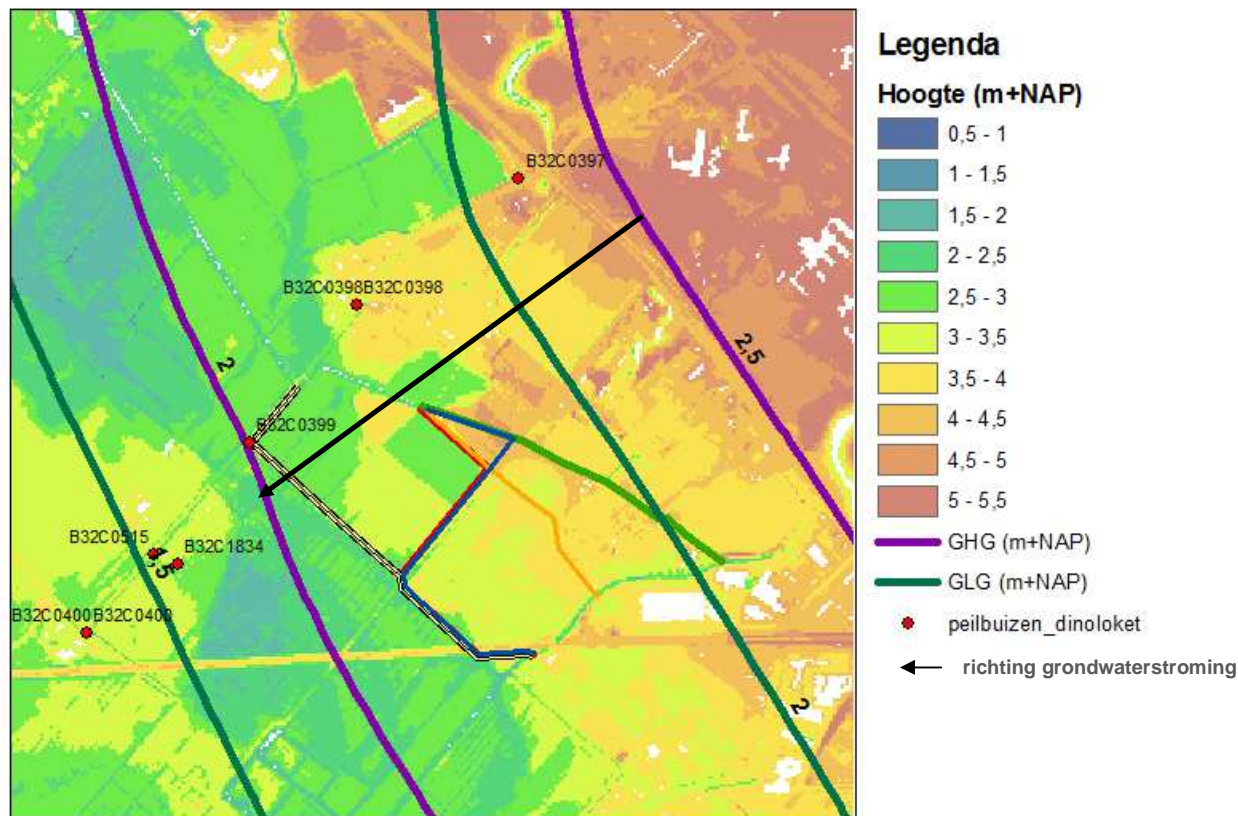 Legenda
Hoogte (m+NAP)
0,5 - 1
1 - 1,5
1,5 - 2
2 - 2,5
2,5 - 3
3 - 3,5
3,5 - 4
4 - 4,5
4,5 - 5
5 - 5,5
GHG (m+NAP)
GLG (m+NAP)
peilbuizen_dinoloket
richting grondwaterstroming
B32C0397
B32C0398B32C0398
2,5
2
B32C0399
B32C0515
B32C1834
1,5
B32C0400B32C0400
2